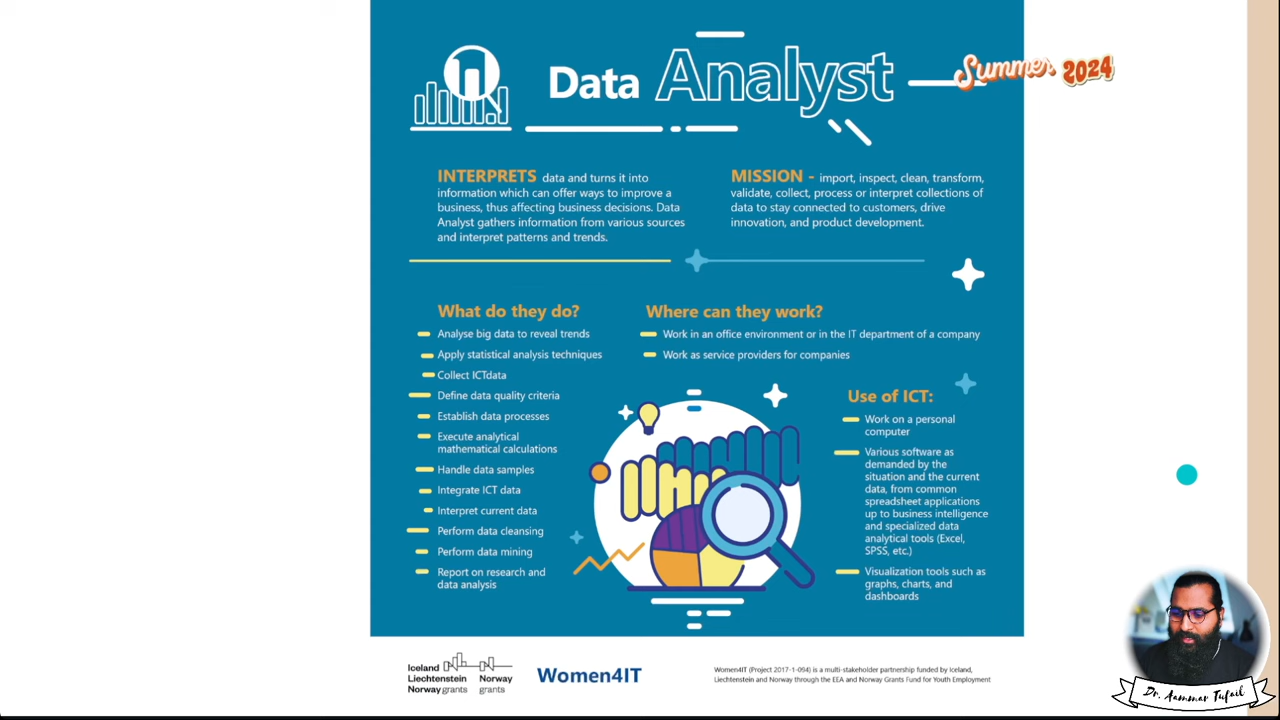 Data Analyst
Summer 2024
INTERPRETS data and turns it into
information which can offer ways to improve a
business, thus affecting business decisions. Data
Analyst gathers information from various sources
and interpret patterns and trends.
MISSION - import, inspect, clean, transform,
validate, collect, process or interpret collections of
data to stay connected to customers, drive
innovation, and product development.
What do they do?
Analyse big data to reveal trends
Apply statistical analysis techniques
Collect ICTdata
Define data quality criteria
Establish data processes
Execute analytical
mathematical calculations
Handle data samples
Integrate ICT data
Interpret current data
Perform data cleansing
Perform data mining
Report on research and
data analysis
Where can they work?
Work in an office environment or in the IT department of a company
Work as service providers for companies
Use of ICT:
Work on a personal
computer
Various software as
demanded by the
situation and the current
data, from common
spreadsheet applications
up to business intelligence
and specialized data
analytical tools (Excel,
SPSS, etc.)
Visualization tools such as
graphs, charts, and
dashboards
Iceland
Liechtenstein
Norway grants
Norway
grants
Women4IT
Women4IT (Project 2017-1-094) is a multi-stakeholder partnership funded by Iceland,
Liechtenstein and Norway through the EEA and Norway Grants Fund for Youth Employment
Dr. Aammar Tufail